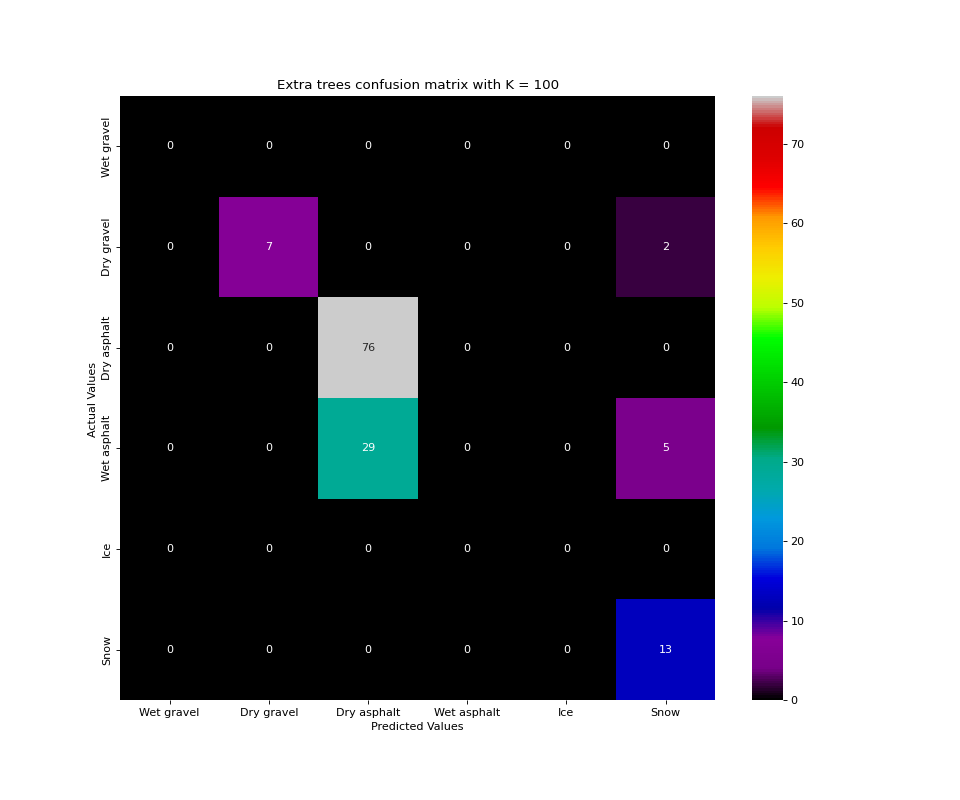 Extra trees confusion matrix with K = 100
Actual Values
Wet gravel 0 0 0 0 0 0
Dry gravel 0 7 0 0 0 2
Dry asphalt 0 0 76 0 0 0
Wet asphalt 0 0 29 0 0 5
Ice 0 0 0 0 0 0
Snow 0 0 0 0 0 13
Wet gravel Dry gravel Dry asphalt Wet asphalt Ice Snow
Predicted Values
70
60
50
40
30
20
10
0